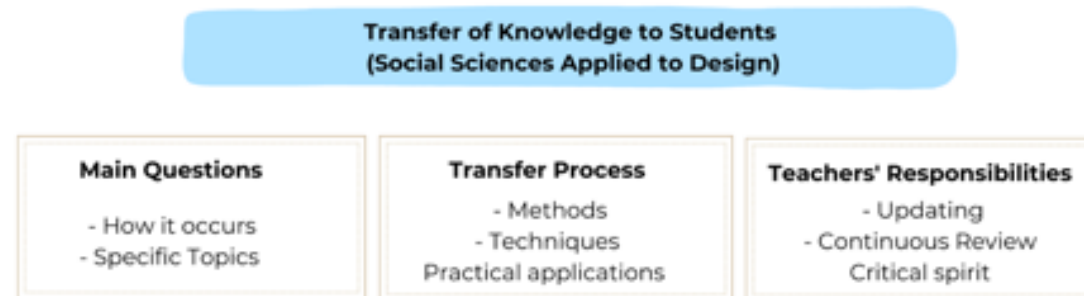 Transfer of Knowledge to Students
(Social Sciences Applied to Design)
Main Questions
- How it occurs
- Specific Topics
Transfer Process
- Methods
- Techniques
Practical applications
Teachers' Responsibilities
- Updating
- Continuous Review
Critical spirit